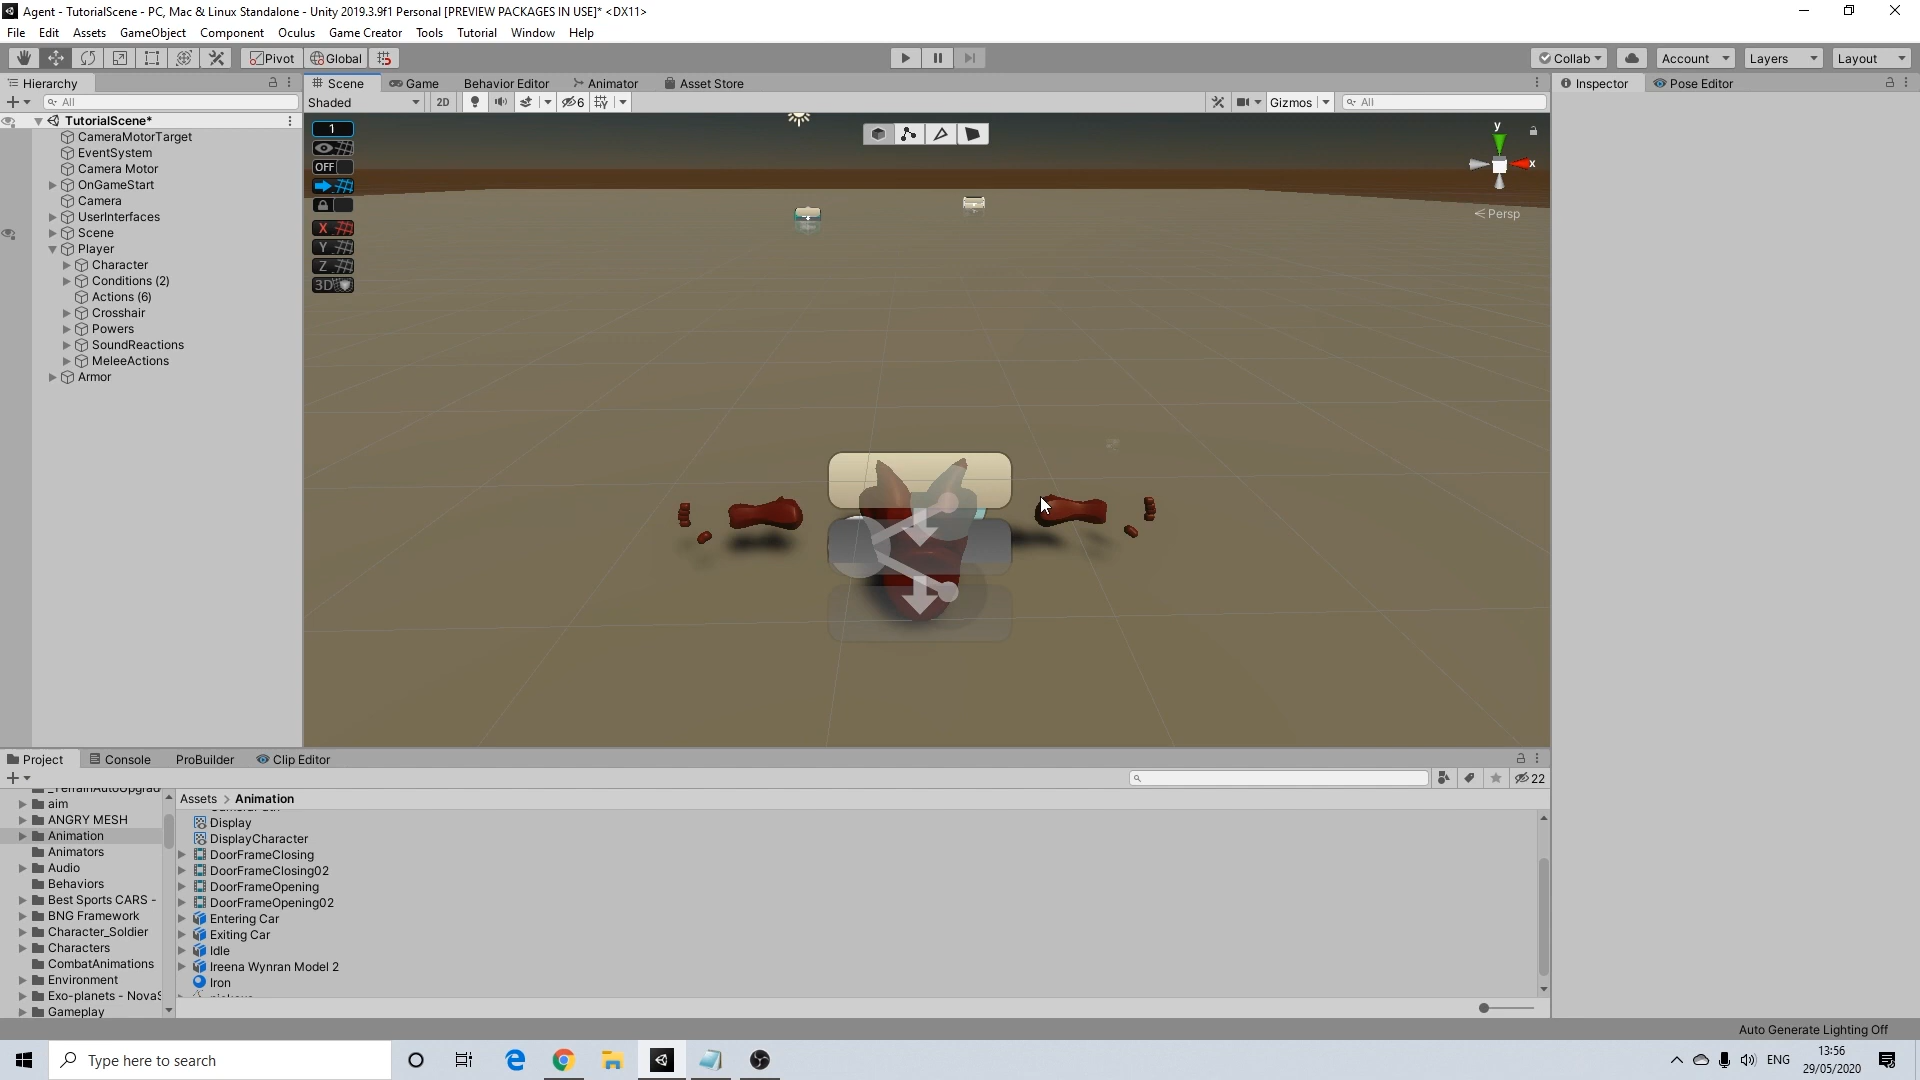 Agent - TutorialScene - PC, Mac & Linux Standalone - Unity 2019.3.9f1 Personal [PREVIEW PACKAGES IN USE]* <DX11>
File Edit Assets GameObject Component Oculus Game Creator Tools Tutorial Window Help
Pivot Global Collab Account Layers Layout
Hierarchy Scene Game Behavior Editor Animator Asset Store Inspector Pose Editor
All Shaded 2D 6 Gizmos All
TutorialScene*
CameraMotorTarget
EventSystem
Camera Motor
OnGameStart
Camera
UserInterfaces
Scene
Player
Character
Conditions (2)
Actions (6)
Crosshair
Powers
SoundReactions
MeleeActions
Armor
1
OFF
X
Y
Z
3D
y
x
Persp
Project Console ProBuilder Clip Editor
22
aim
ANGRY MESH
Animation
Animators
Audio
Behaviors
Best Sports CARS -
BNG Framework
Character_Soldier
Characters
CombatAnimations
Environment
Exo-planets - NovaS
Gameplay
Assets > Animation
Display
DisplayCharacter
DoorFrameClosing
DoorFrameClosing02
DoorFrameOpening
DoorFrameOpening02
Entering Car
Exiting Car
Idle
Ireena Wynran Model 2
Iron
Auto Generate Lighting Off
Type here to search
ENG
13:56
29/05/2020